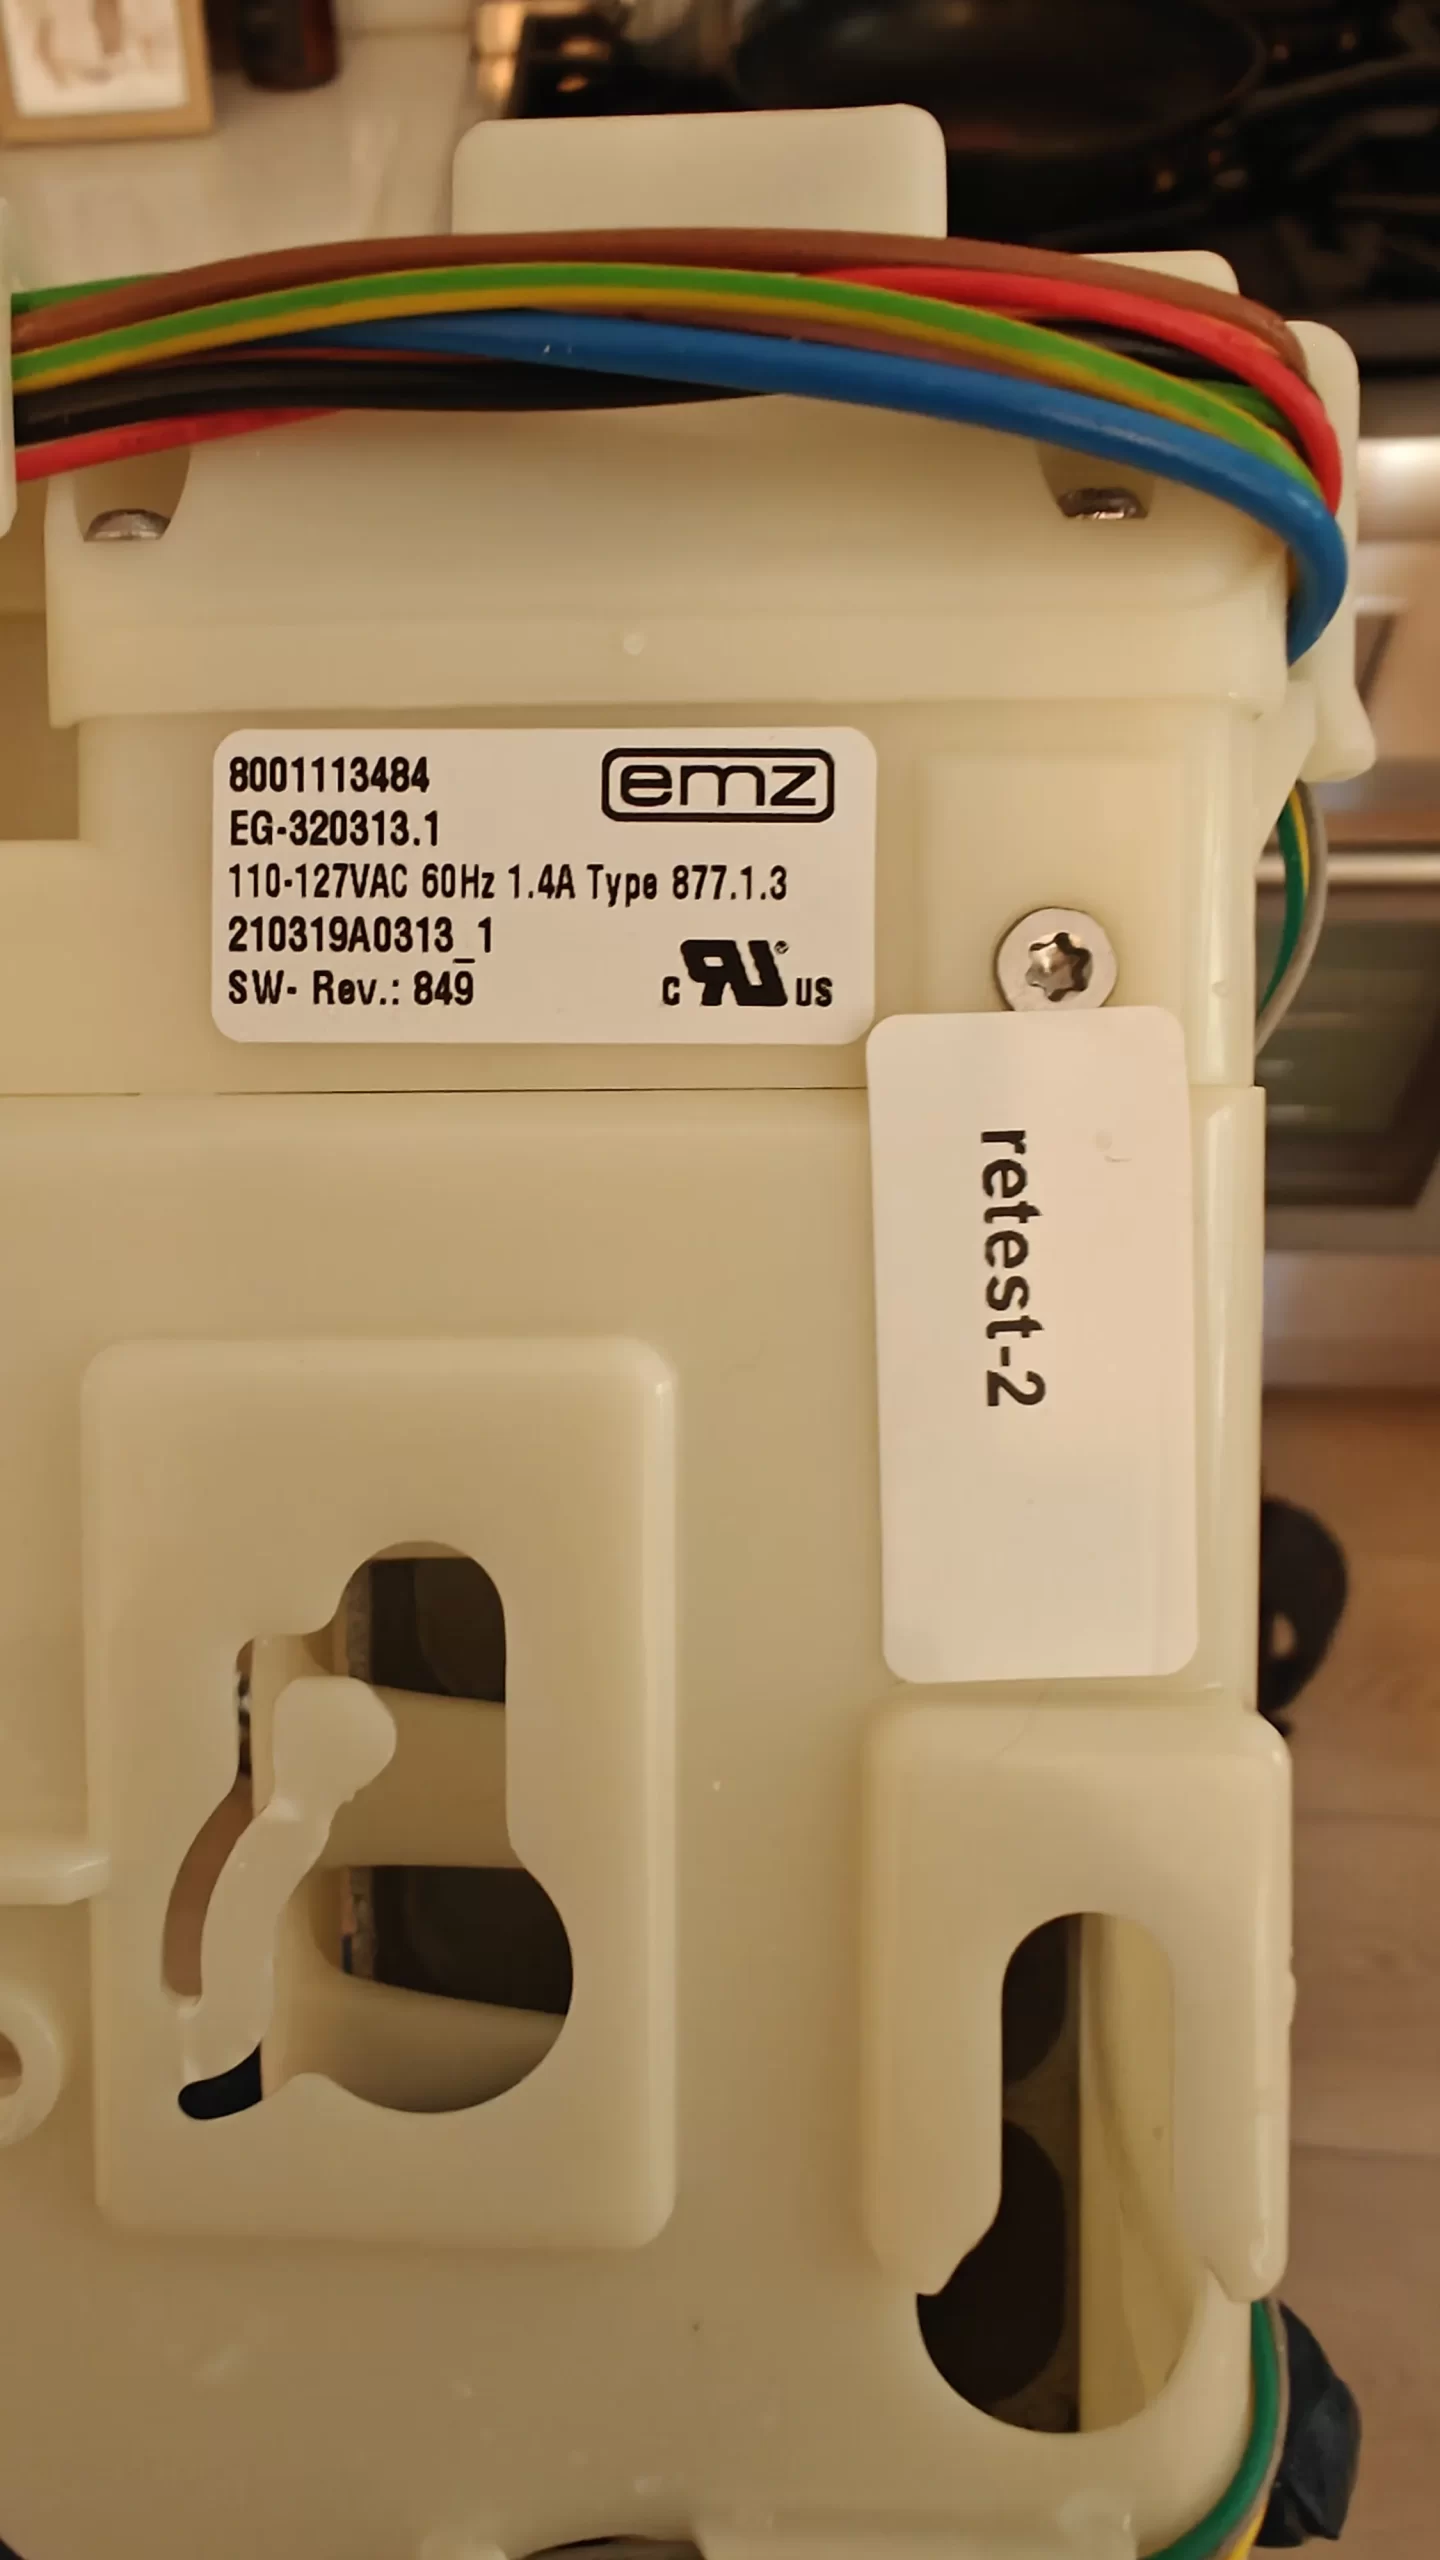 8001113484
emz
EG-320313.1
110-127VAC 60Hz 1.4A Type 877.1.3
210319A0313_1
SW- Rev.: 849
c RU ® US
retest-2